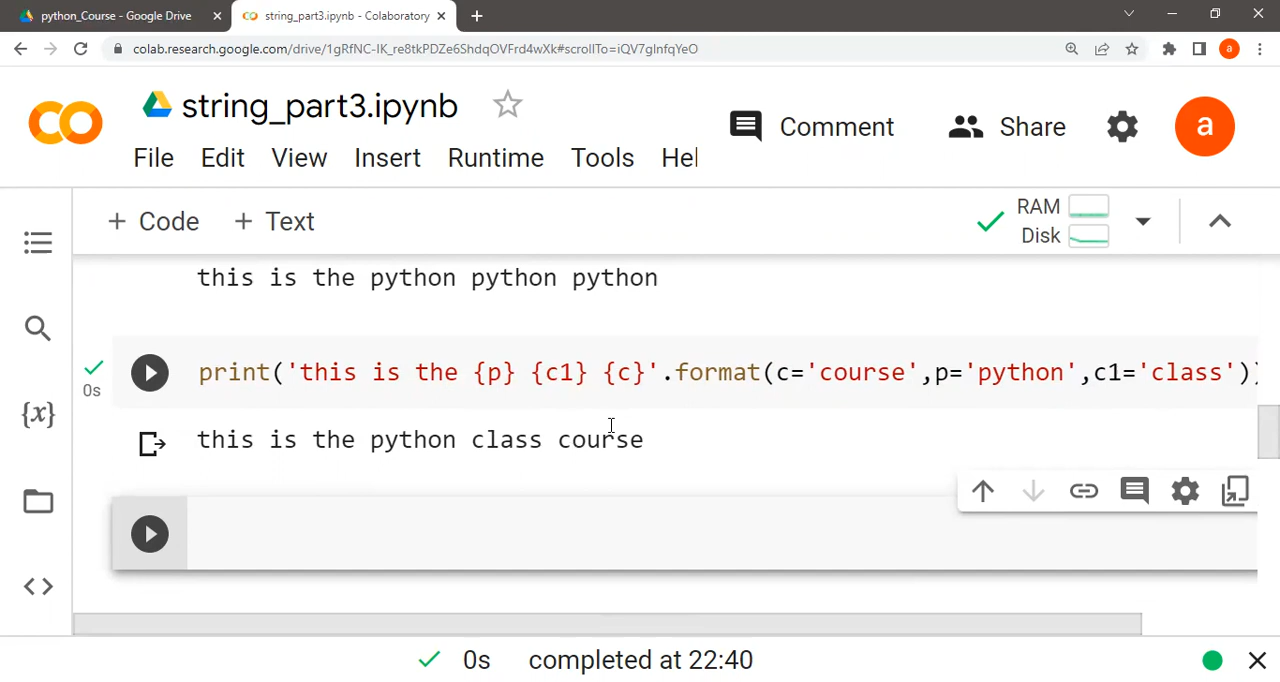 python_Course - Google Drive
string_part3.ipynb - Colaboratory
colab.research.google.com/drive/1gRfNC-IK_re8tkPDZe6ShdqOVFrd4wXk#scrollTo=iQV7gInfqYeO
a
string_part3.ipynb
Comment
Share
a
File Edit View Insert Runtime Tools Hel
+ Code + Text
RAM
Disk
this is the python python python
print('this is the {p} {c1} {c}'.format(c='course',p='python',c1='class'))
0s
this is the python class course
{x}
0s completed at 22:40